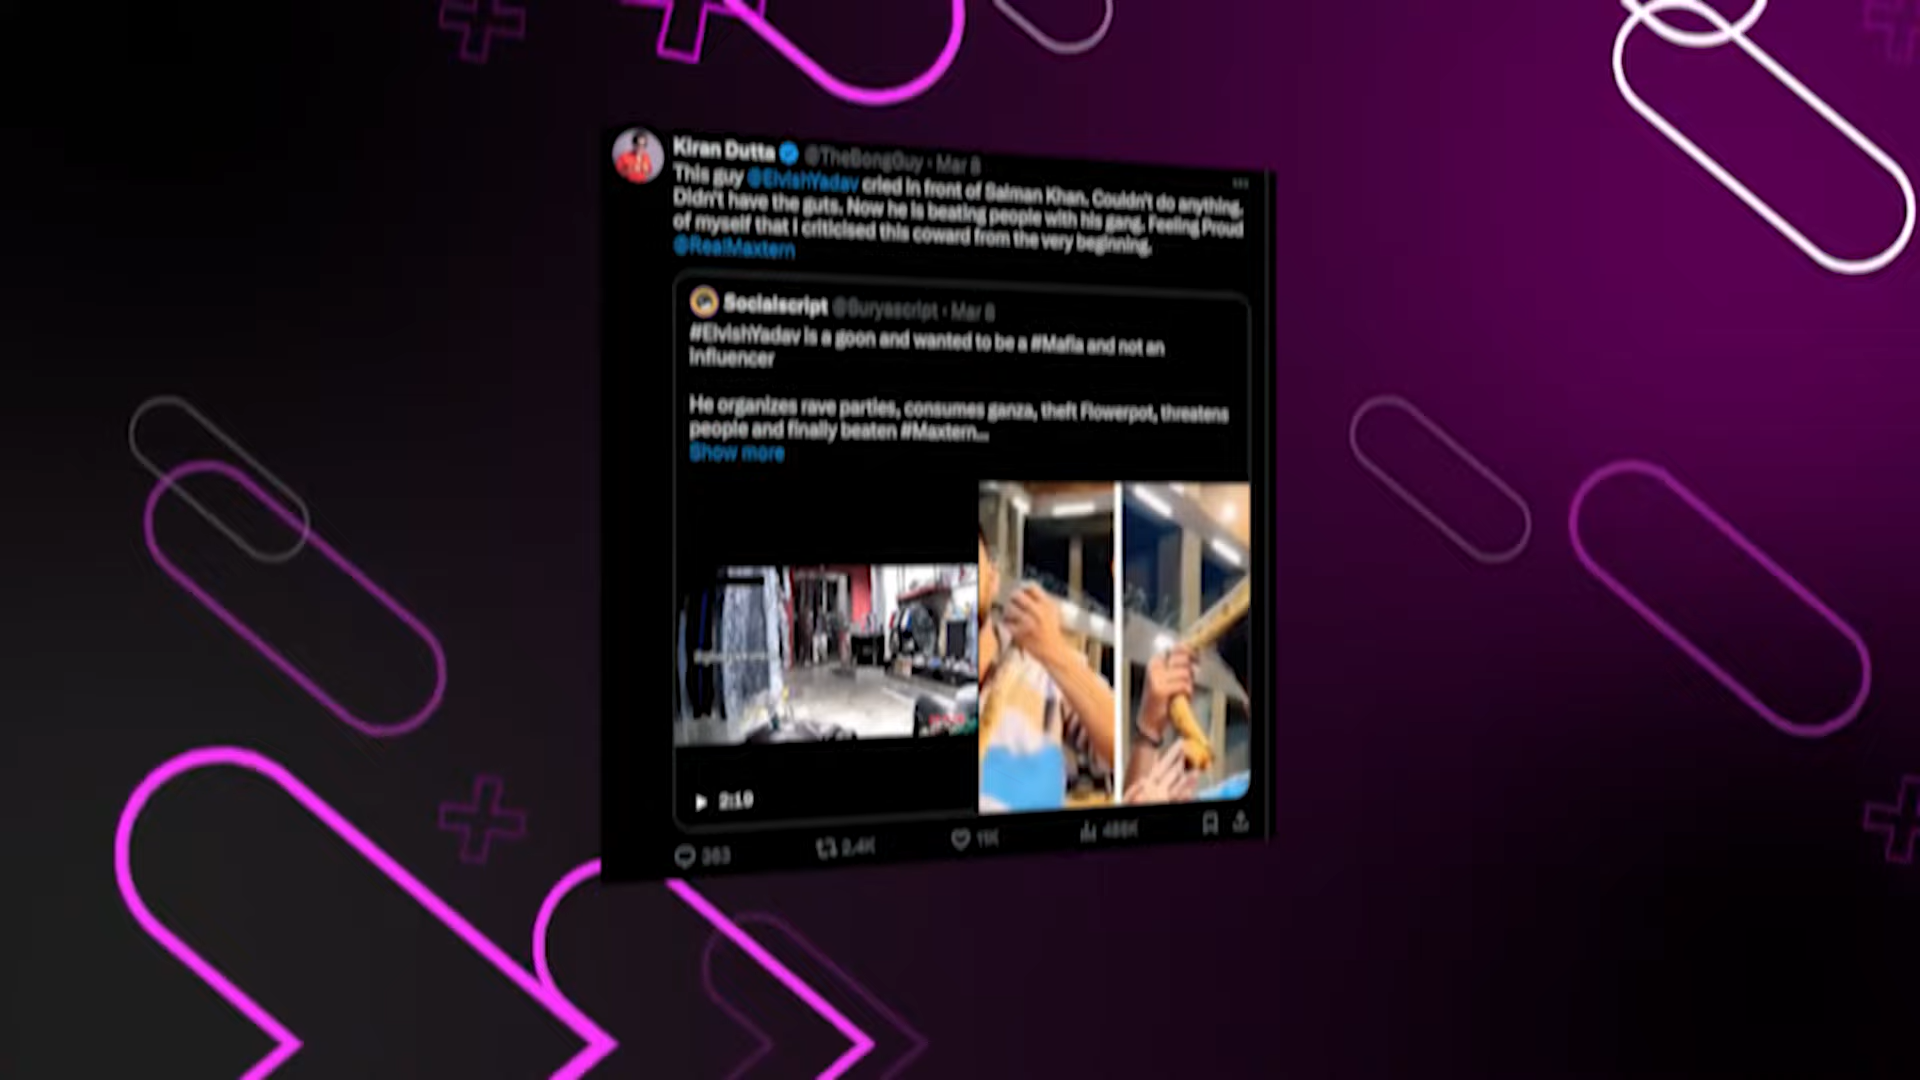 Kiran Dutta @TheBongGuy · Mar 8
This guy @ElvishYadav cried in front of Salman Khan. Couldn't do anything.
Didn't have the guts. Now he is beating people with his gang. Feeling Proud
of myself that I criticised this coward from the very beginning.
@RealMaxtern
Socialscript @Suryascript · Mar 8
#ElvishYadav is a goon and wanted to be a #Mafia and not an
influencer
He organizes rave parties, consumes ganza, theft Flowerpot, threatens
people and finally beaten #Maxtern...
Show more
2:19
363 2.4K 11K 486K